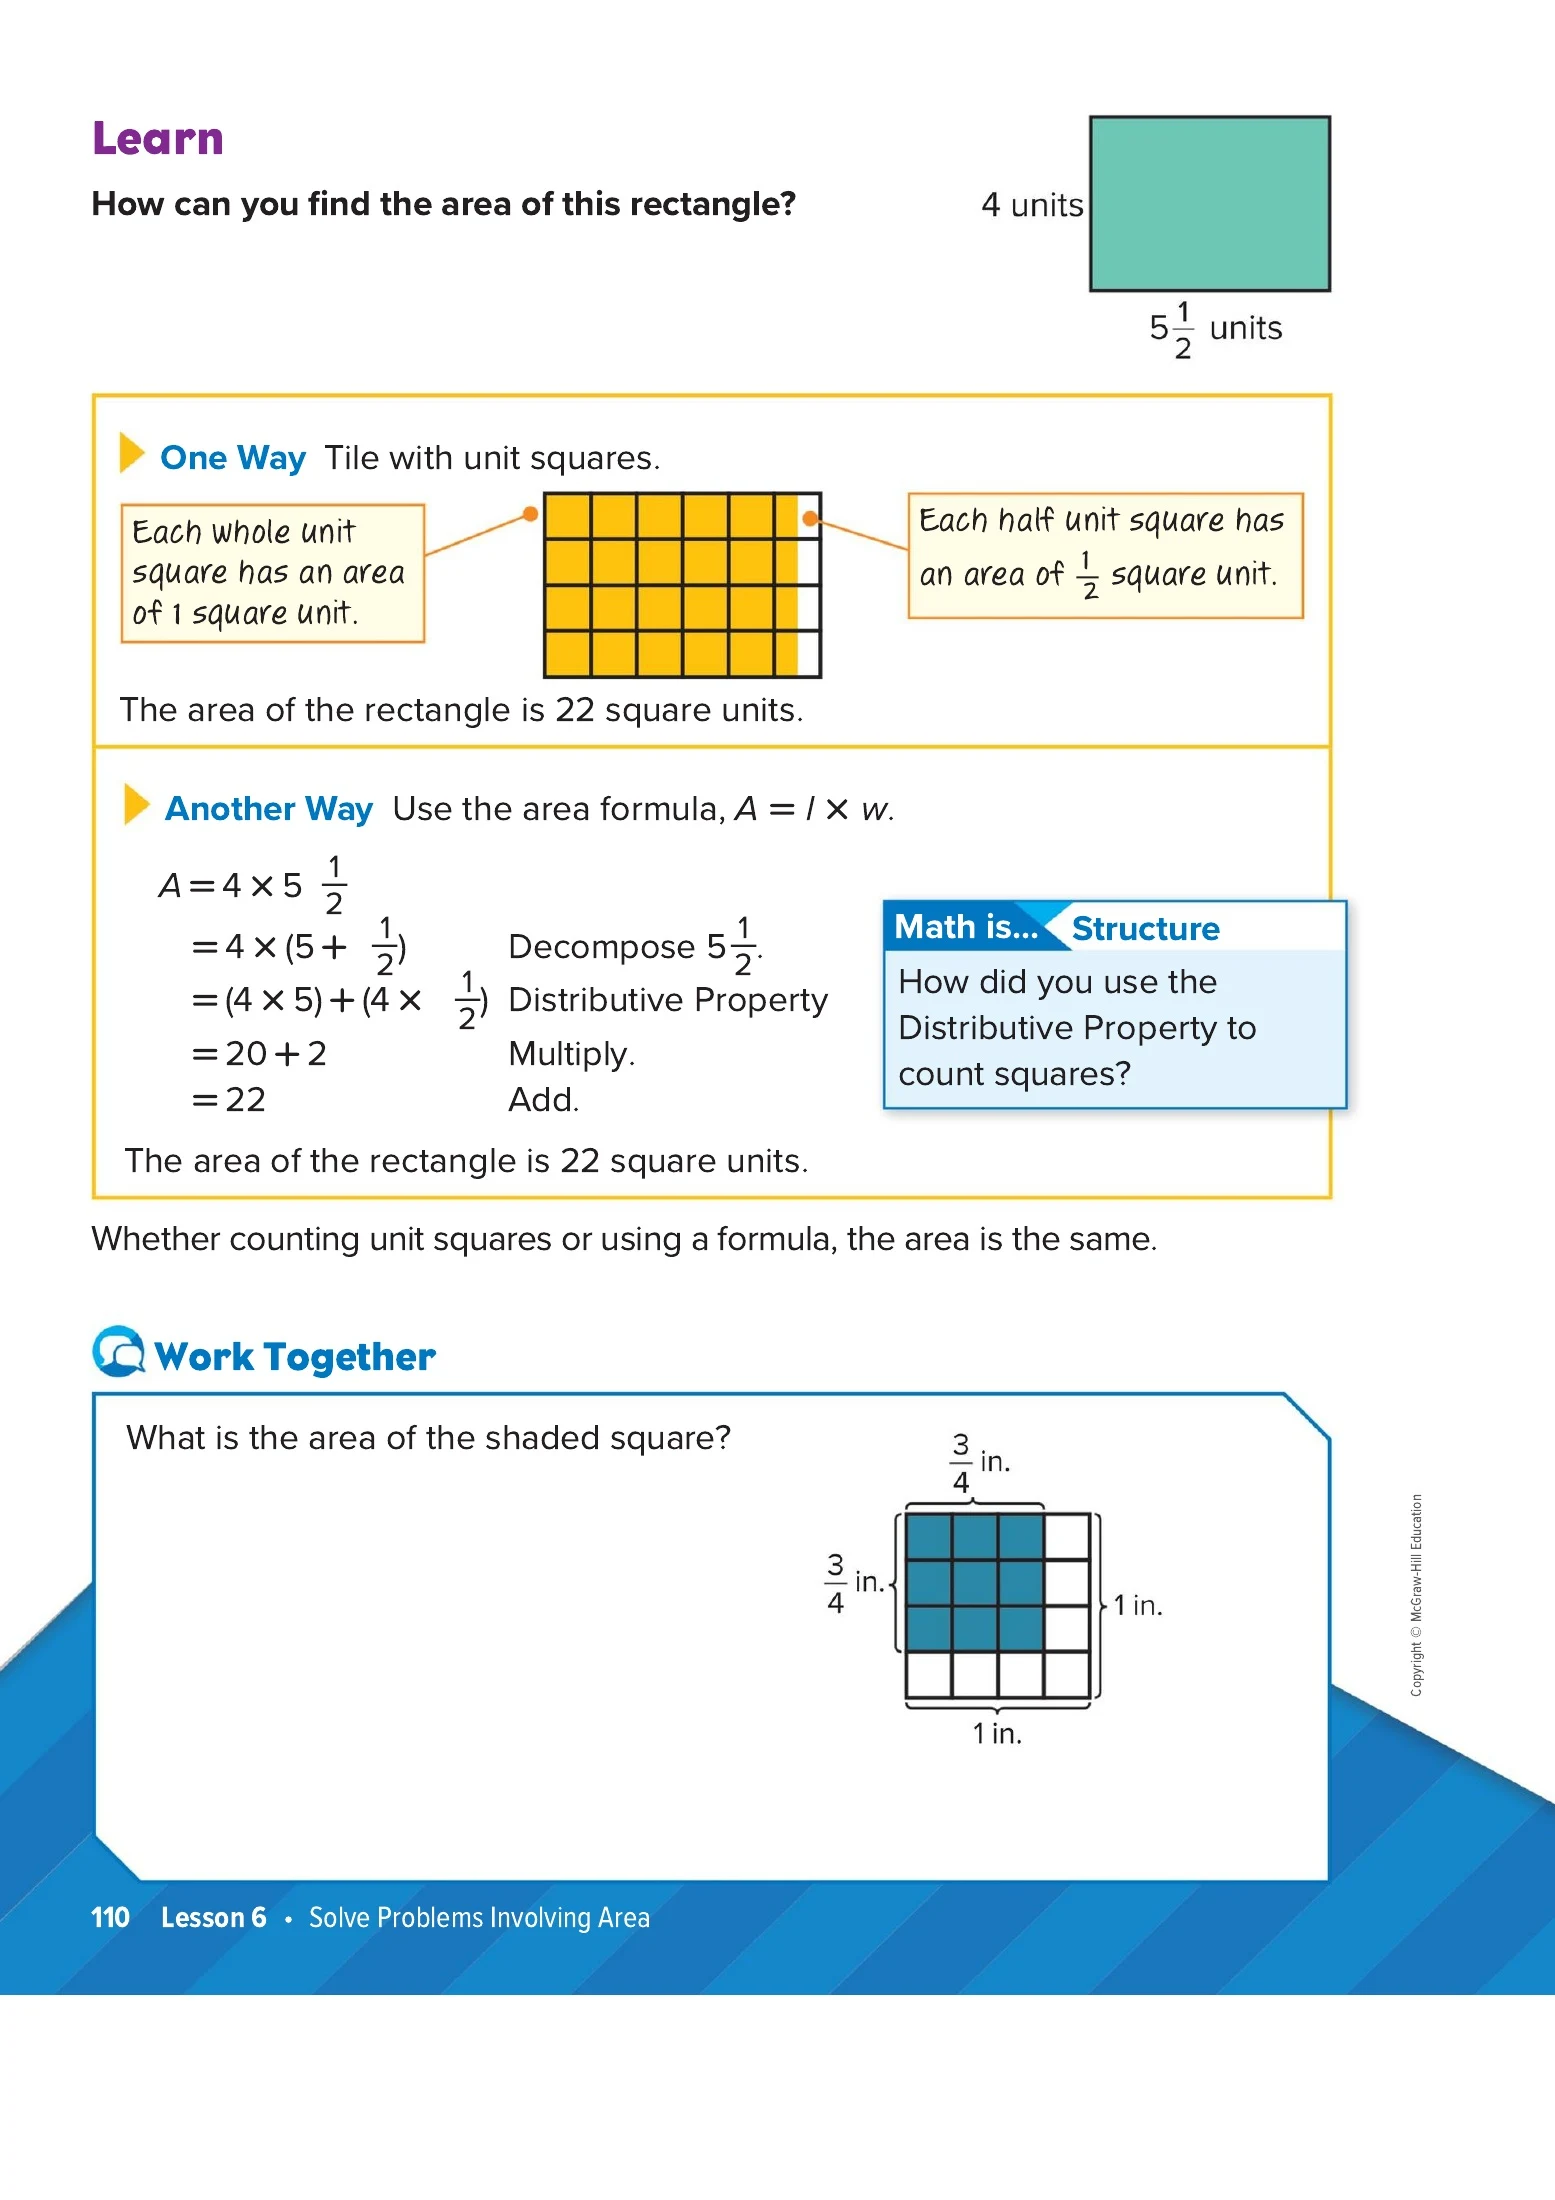 Learn
How can you find the area of this rectangle?
4 units
5 1/2 units
One Way Tile with unit squares.
Each whole unit
square has an area
of 1 square unit.
Each half unit square has
an area of 1/2 square unit.
The area of the rectangle is 22 square units.
Another Way Use the area formula, A = l × w.
A = 4 × 5 1/2
= 4 × (5 + 1/2) Decompose 5 1/2.
= (4 × 5) + (4 × 1/2) Distributive Property
= 20 + 2 Multiply.
= 22 Add.
Math is... Structure
How did you use the
Distributive Property to
count squares?
The area of the rectangle is 22 square units.
Whether counting unit squares or using a formula, the area is the same.
Work Together
What is the area of the shaded square?
3/4 in.
3/4 in.
1 in.
1 in.
Copyright © McGraw-Hill Education
110 Lesson 6 • Solve Problems Involving Area